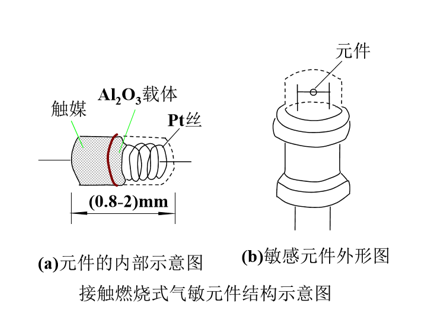 元件
Al₂O₃载体
触媒
Pt丝
(0.8-2)mm
(a)元件的内部示意图
(b)敏感元件外形图
接触燃烧式气敏元件结构示意图